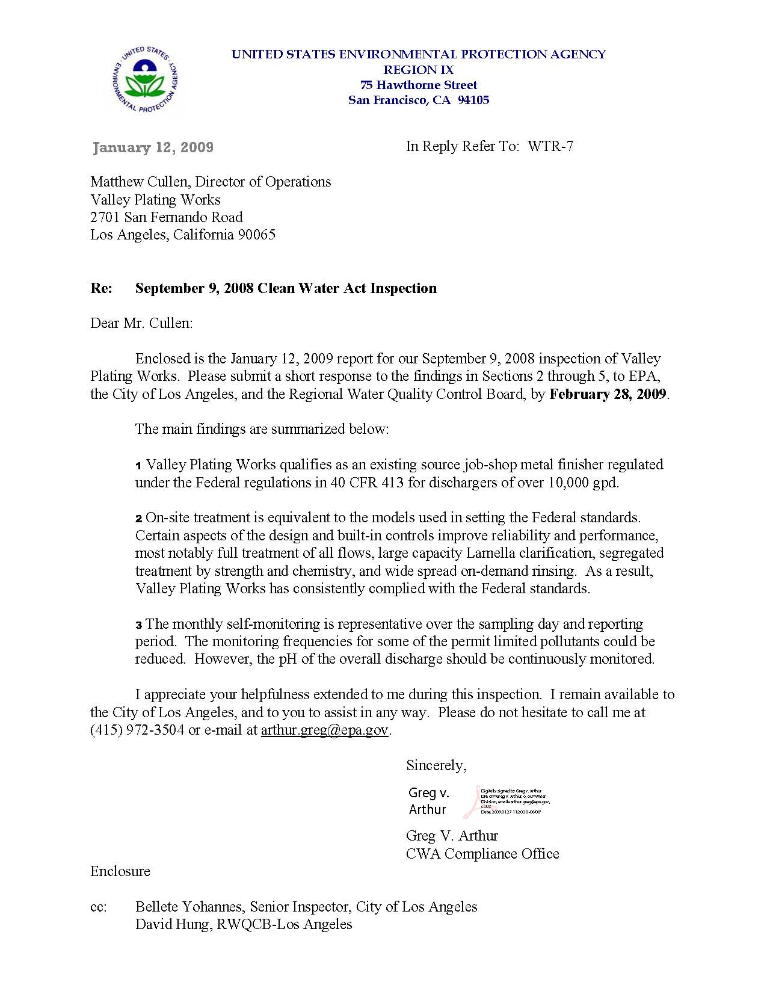 UNITED STATES ENVIRONMENTAL PROTECTION AGENCY
UNITED STATES ENVIRONMENTAL PROTECTION AGENCY
REGION IX
75 Hawthorne Street
San Francisco, CA 94105
January 12, 2009
In Reply Refer To: WTR-7
Matthew Cullen, Director of Operations
Valley Plating Works
2701 San Fernando Road
Los Angeles, California 90065
Re: September 9, 2008 Clean Water Act Inspection
Dear Mr. Cullen:
Enclosed is the January 12, 2009 report for our September 9, 2008 inspection of Valley
Plating Works. Please submit a short response to the findings in Sections 2 through 5, to EPA,
the City of Los Angeles, and the Regional Water Quality Control Board, by February 28, 2009.
The main findings are summarized below:
1 Valley Plating Works qualifies as an existing source job-shop metal finisher regulated
under the Federal regulations in 40 CFR 413 for dischargers of over 10,000 gpd.
2 On-site treatment is equivalent to the models used in setting the Federal standards.
Certain aspects of the design and built-in controls improve reliability and performance,
most notably full treatment of all flows, large capacity Lamella clarification, segregated
treatment by strength and chemistry, and wide spread on-demand rinsing. As a result,
Valley Plating Works has consistently complied with the Federal standards.
3 The monthly self-monitoring is representative over the sampling day and reporting
period. The monitoring frequencies for some of the permit limited pollutants could be
reduced. However, the pH of the overall discharge should be continuously monitored.
I appreciate your helpfulness extended to me during this inspection. I remain available to
the City of Los Angeles, and to you to assist in any way. Please do not hesitate to call me at
(415) 972-3504 or e-mail at arthur.greg@epa.gov.
Sincerely,
Greg v.
Arthur
Digitally signed by Greg v. Arthur
DN: cn=Greg v. Arthur, o, ou=Water
Division, email=arthur.greg@epa.gov,
c=US
Date: 2009.01.27 11:20:30 -08'00'
Greg V. Arthur
CWA Compliance Office
Enclosure
cc: Bellete Yohannes, Senior Inspector, City of Los Angeles
David Hung, RWQCB-Los Angeles